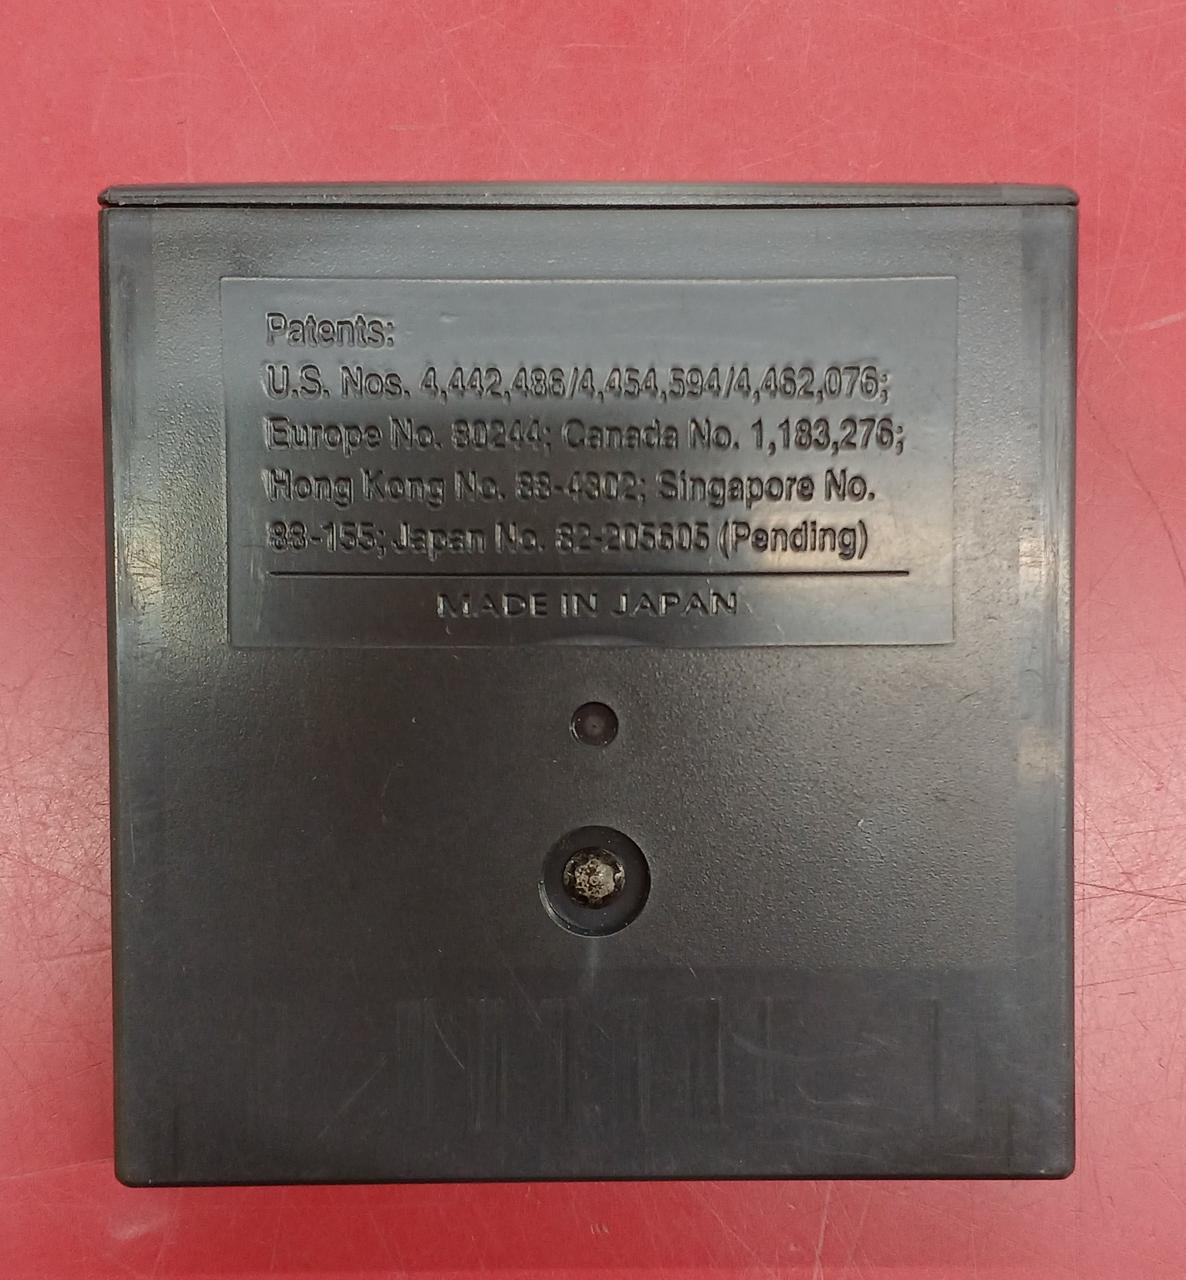 Patents:
U.S. Nos. 4,442,486/4,454,594/4,462,076;
Europe No. 80244; Canada No. 1,183,276;
Hong Kong No. 88-4302; Singapore No.
88-155; Japan No. 82-205605 (Pending)
MADE IN JAPAN